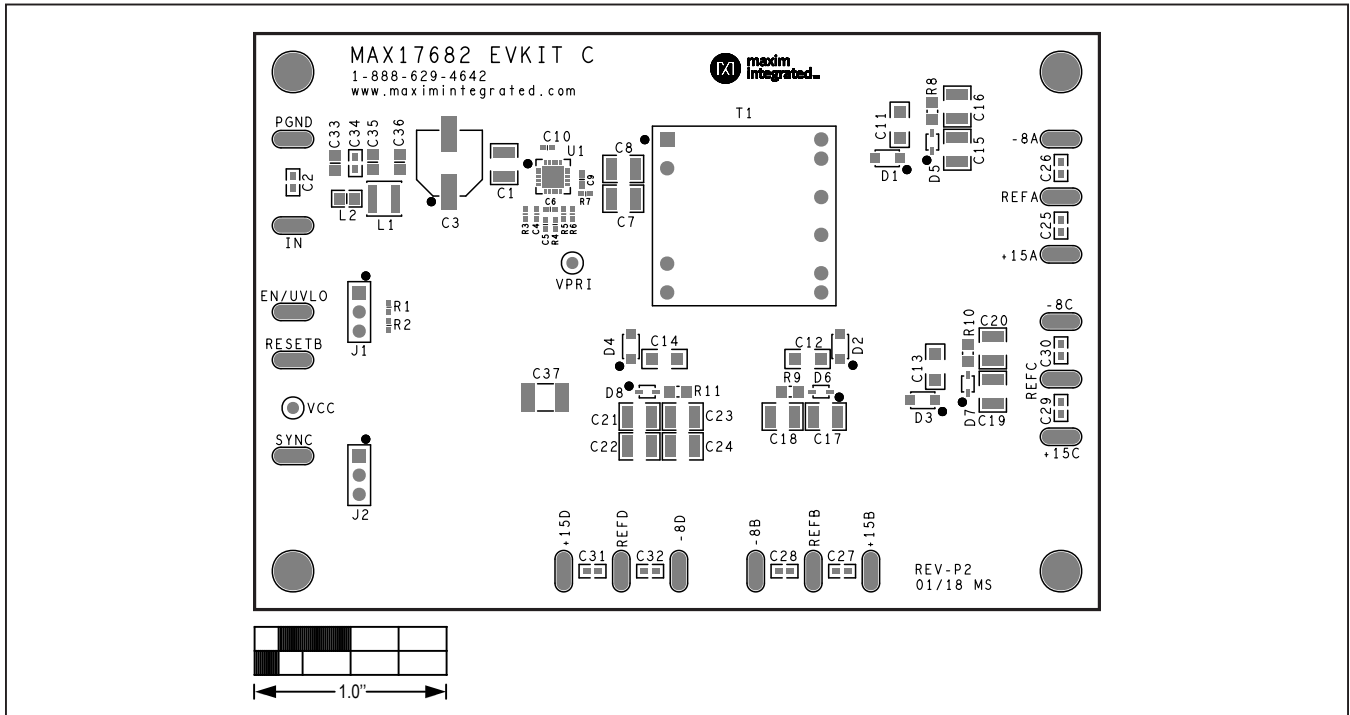 MAX17682 EVKIT C
1-888-629-4642
www.maximintegrated.com
maxim
integrated™
T1
PGND
C33
C34
C35
C36
C2
L2
L1
IN
C3
C1
C10
U1
C9
R7
C6
R3
C4
C5
R4
R5
R6
C8
C7
VPRI
C11
R8
C16
C15
D1
D5
-8A
C26
REFA
C25
+15A
EN/UVLO
R1
R2
RESETB
J1
VCC
SYNC
J2
D4
C14
C12
D2
C37
D8
R11
R9
D6
C21
C23
C22
C24
C18
C17
C13
R10
C20
D3
D7
C19
-8C
C30
REFC
C29
+15C
+15D
C31
REFD
C32
-8D
-8B
C28
REFB
C27
+15B
REV-P2
01/18 MS
1.0”